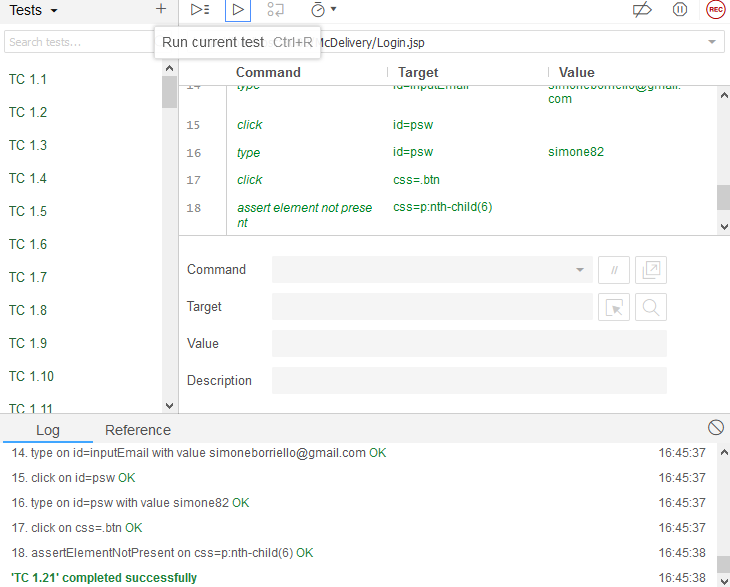 Tests
REC
Search tests...
Run current test Ctrl+R
McDelivery/Login.jsp
Command Target Value
14 type id=inputEmail simoneborriello@gmail.
com
15 click id=psw
16 type id=psw simone82
17 click css=.btn
18 assert element not prese css=p:nth-child(6)
nt
TC 1.1
TC 1.2
TC 1.3
TC 1.4
TC 1.5
TC 1.6
TC 1.7
TC 1.8
TC 1.9
TC 1.10
TC 1.11
Command //
Target
Value
Description
Log Reference
14. type on id=inputEmail with value simoneborriello@gmail.com OK 16:45:37
15. click on id=psw OK 16:45:37
16. type on id=psw with value simone82 OK 16:45:37
17. click on css=.btn OK 16:45:37
18. assertElementNotPresent on css=p:nth-child(6) OK 16:45:38
'TC 1.21' completed successfully 16:45:38